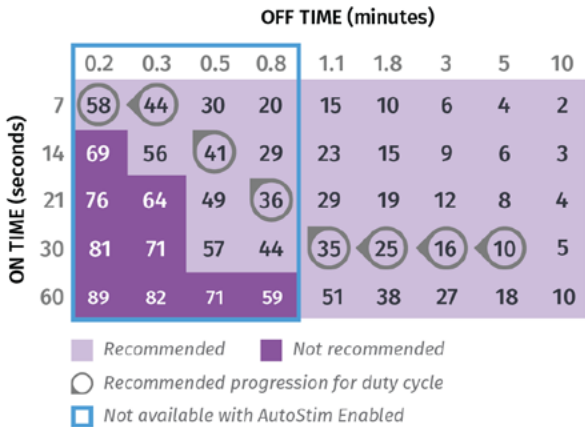 OFF TIME (minutes)
0.2 0.3 0.5 0.8 1.1 1.8 3 5 10
ON TIME (seconds)
7 58 44 30 20 15 10 6 4 2
14 69 56 41 29 23 15 9 6 3
21 76 64 49 36 29 19 12 8 4
30 81 71 57 44 35 25 16 10 5
60 89 82 71 59 51 38 27 18 10
Recommended Not recommended
Recommended progression for duty cycle
Not available with AutoStim Enabled